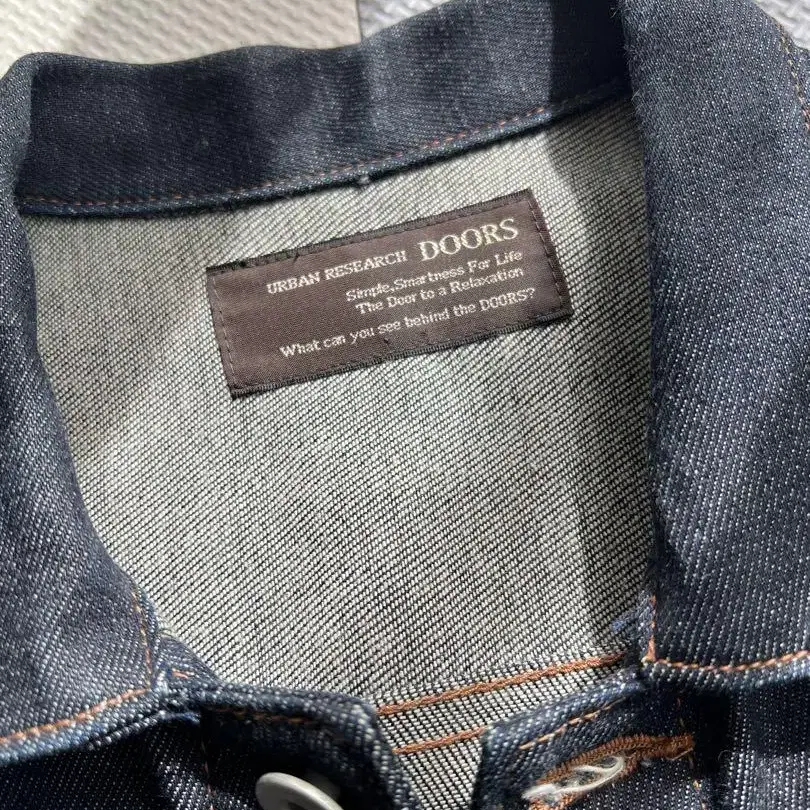 URBAN RESEARCH DOORS
Simple,Smartness For Life
The Door to a Relaxation
What can you see behind the DOORS?